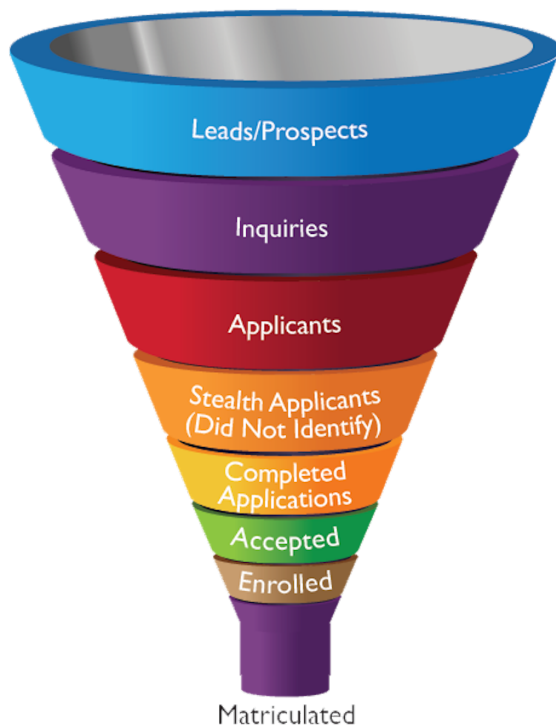 Leads/Prospects
Inquiries
Applicants
Stealth Applicants
(Did Not Identify)
Completed
Applications
Accepted
Enrolled
Matriculated